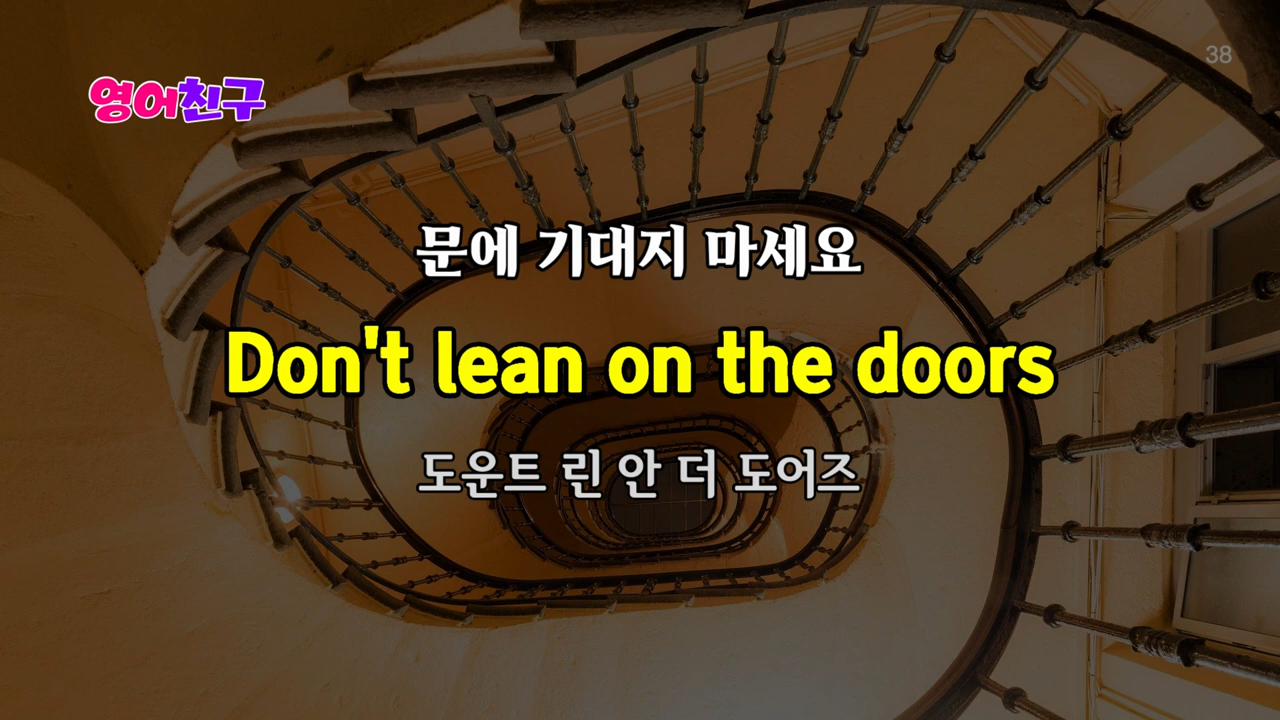 38
영어친구
문에 기대지 마세요
Don't lean on the doors
도운트 린 안 더 도어즈